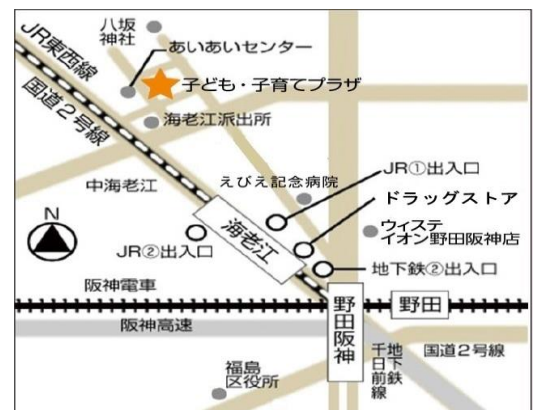 八坂
神社
あいあいセンター
JR東西線
国道2号線
子ども・子育てプラザ
海老江派出所
中海老江
えびえ記念病院
JR①出入口
ドラッグストア
ウィステ
イオン野田阪神店
N
JR②出入口
海老江
地下鉄②出入口
阪神電車
野田
阪神高速
野田阪神
地下鉄
千日前線
国道2号線
福島
区役所